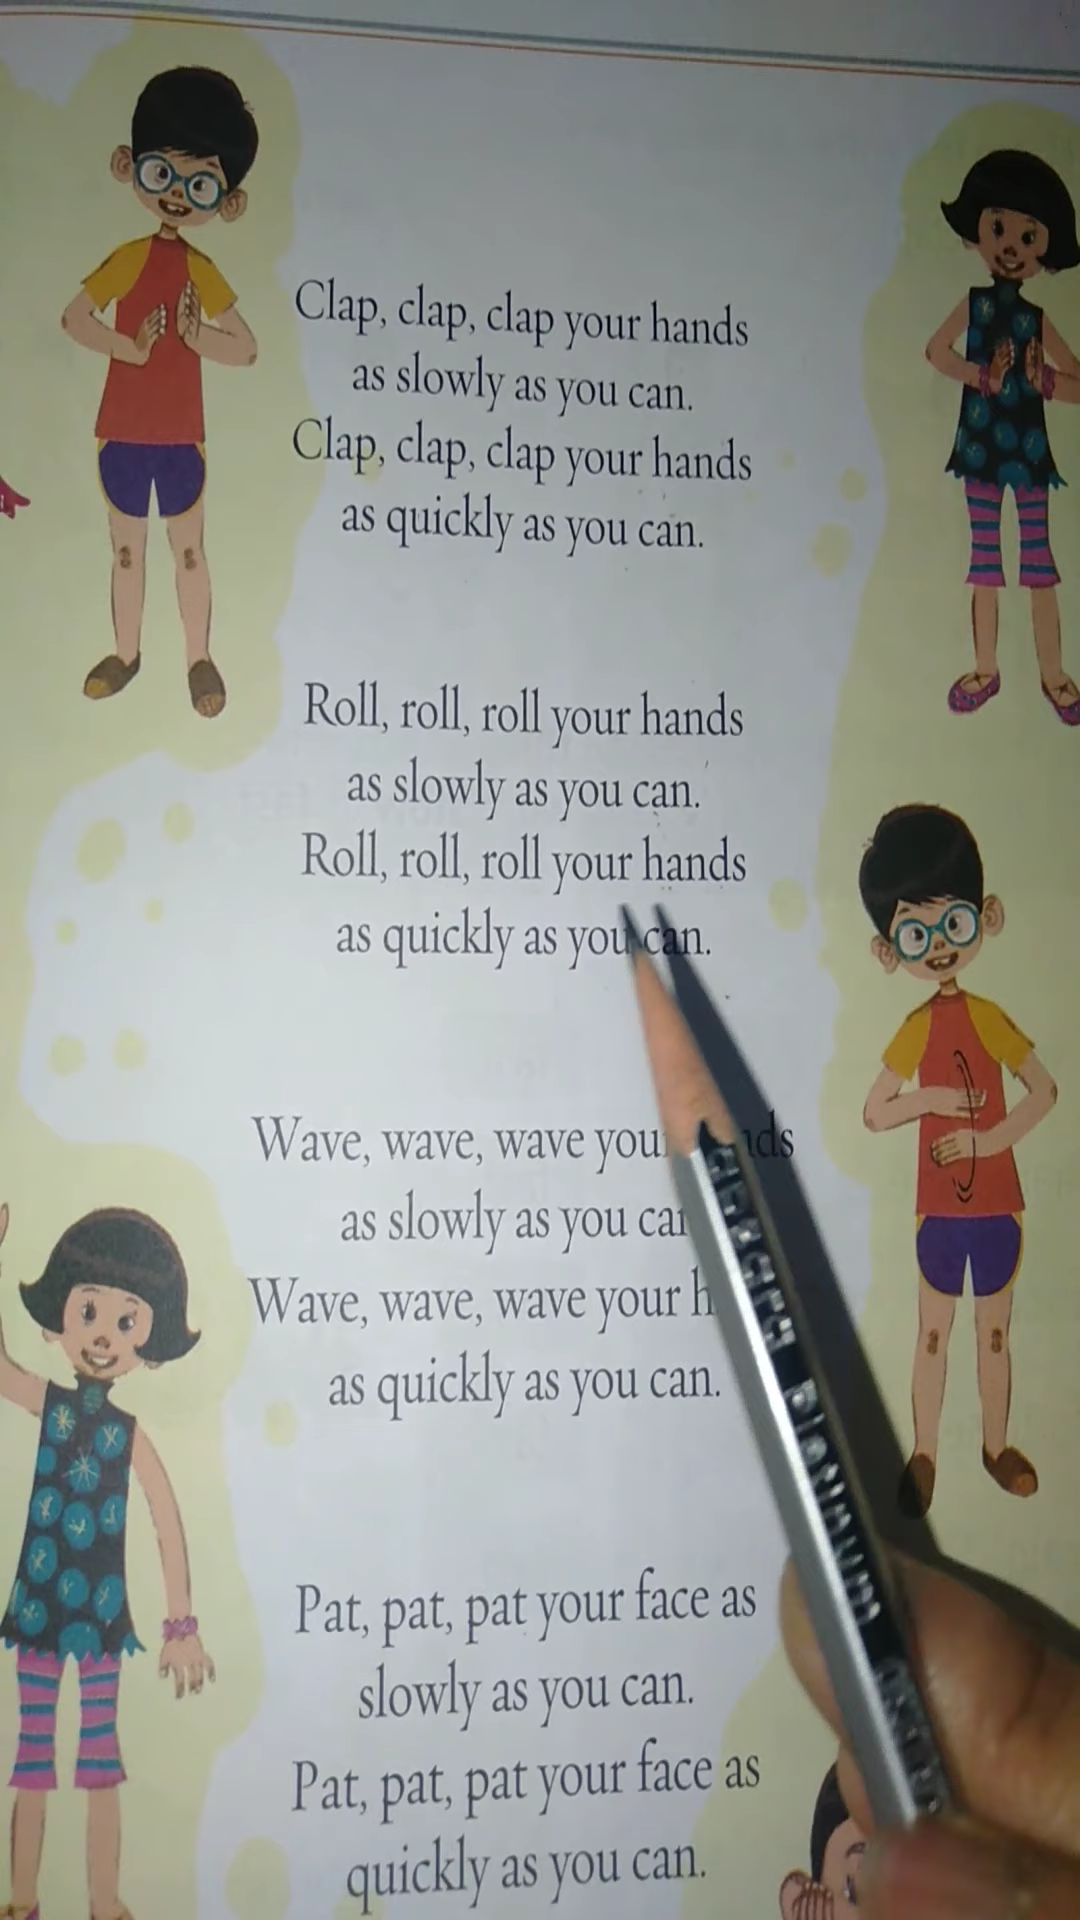 Clap, clap, clap your hands
as slowly as you can.
Clap, clap, clap your hands
as quickly as you can.
Roll, roll, roll your hands
as slowly as you can.
Roll, roll, roll your hands
as quickly as you can.
Wave, wave, wave your hands
as slowly as you can
Wave, wave, wave your
as quickly as you can.
Pat, pat, pat your face as
slowly as you can.
Pat, pat, pat your face as
quickly as you can.